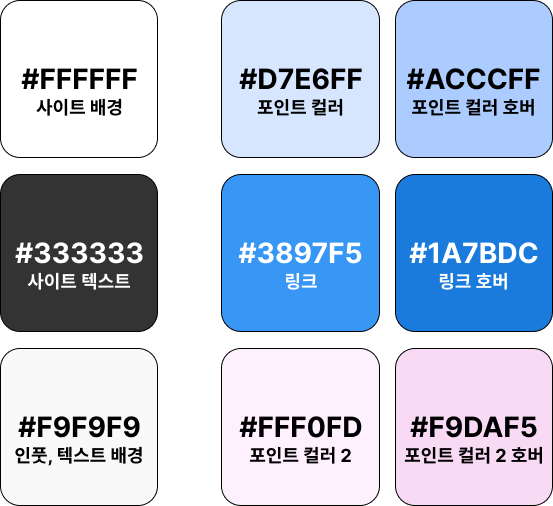 #FFFFFF
사이트 배경
#D7E6FF
포인트 컬러
#ACCCFF
포인트 컬러 호버
#333333
사이트 텍스트
#3897F5
링크
#1A7BDC
링크 호버
#F9F9F9
인풋, 텍스트 배경
#FFF0FD
포인트 컬러 2
#F9DAF5
포인트 컬러 2 호버